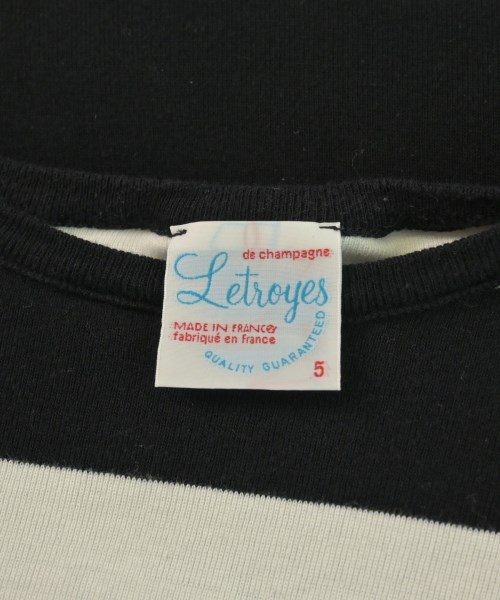 de champagne
Letroyes
MADE IN FRANCE
fabriqué en france
QUALITY GUARANTEED
5